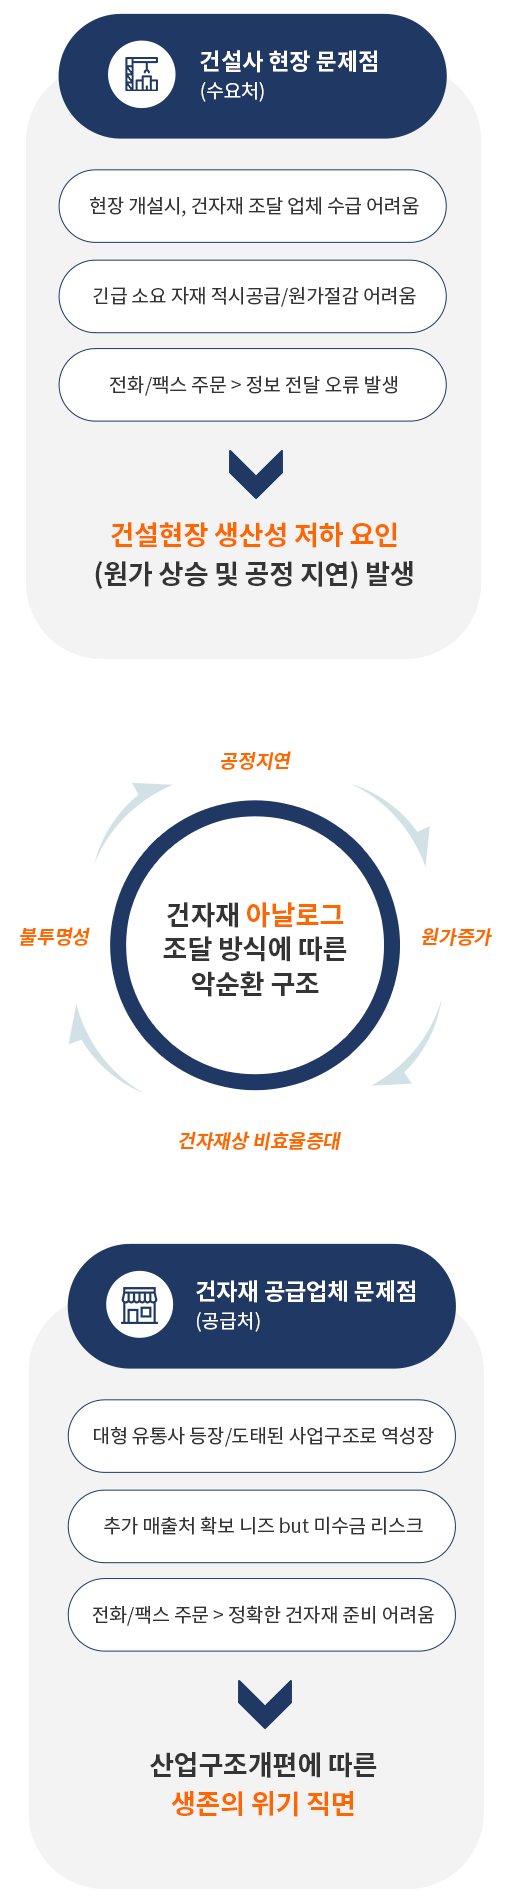 건설사 현장 문제점
(수요처)
현장 개설시, 건자재 조달 업체 수급 어려움
긴급 소요 자재 적시공급/원가절감 어려움
전화/팩스 주문 > 정보 전달 오류 발생
건설현장 생산성 저하 요인
(원가 상승 및 공정 지연) 발생
공정지연
불투명성
건자재 아날로그
조달 방식에 따른
악순환 구조
원가증가
건자재상 비효율증대
건자재 공급업체 문제점
(공급처)
대형 유통사 등장/도태된 사업구조로 역성장
추가 매출처 확보 니즈 but 미수금 리스크
전화/팩스 주문 > 정확한 건자재 준비 어려움
산업구조개편에 따른
생존의 위기 직면